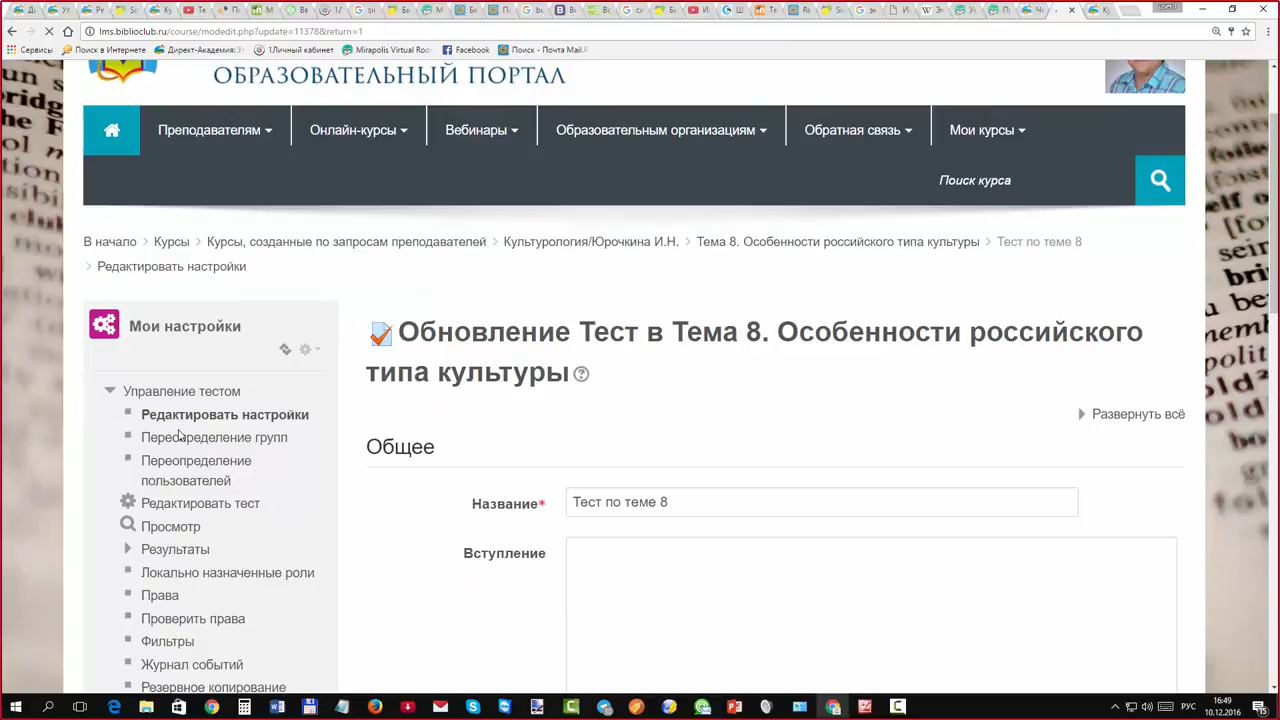 lms.biblioclub.ru/course/modedit.php?update=11378&return=1
Сервисы
Поиск в Интернете
Директ-Академия: 
1Личный кабинет
Mirapolis Virtual Roo
Facebook
Поиск - Почта Mail.R
ОБРАЗОВАТЕЛЬНЫЙ ПОРТАЛ
Преподавателям
Онлайн-курсы
Вебинары
Образовательным организациям
Обратная связь
Мои курсы
Поиск курса
В начало > Курсы > Курсы, созданные по запросам преподавателей > Культурология/Юрочкина И.Н. > Тема 8. Особенности российского типа культуры > Тест по теме 8
> Редактировать настройки
Мои настройки
Управление тестом
Редактировать настройки
Переопределение групп
Переопределение
пользователей
Редактировать тест
Просмотр
Результаты
Локально назначенные роли
Права
Проверить права
Фильтры
Журнал событий
Резервное копирование
Обновление Тест в Тема 8. Особенности российского
типа культуры
Развернуть всё
Общее
Название*
Тест по теме 8
Вступление
РУС
16:49
10.12.2016